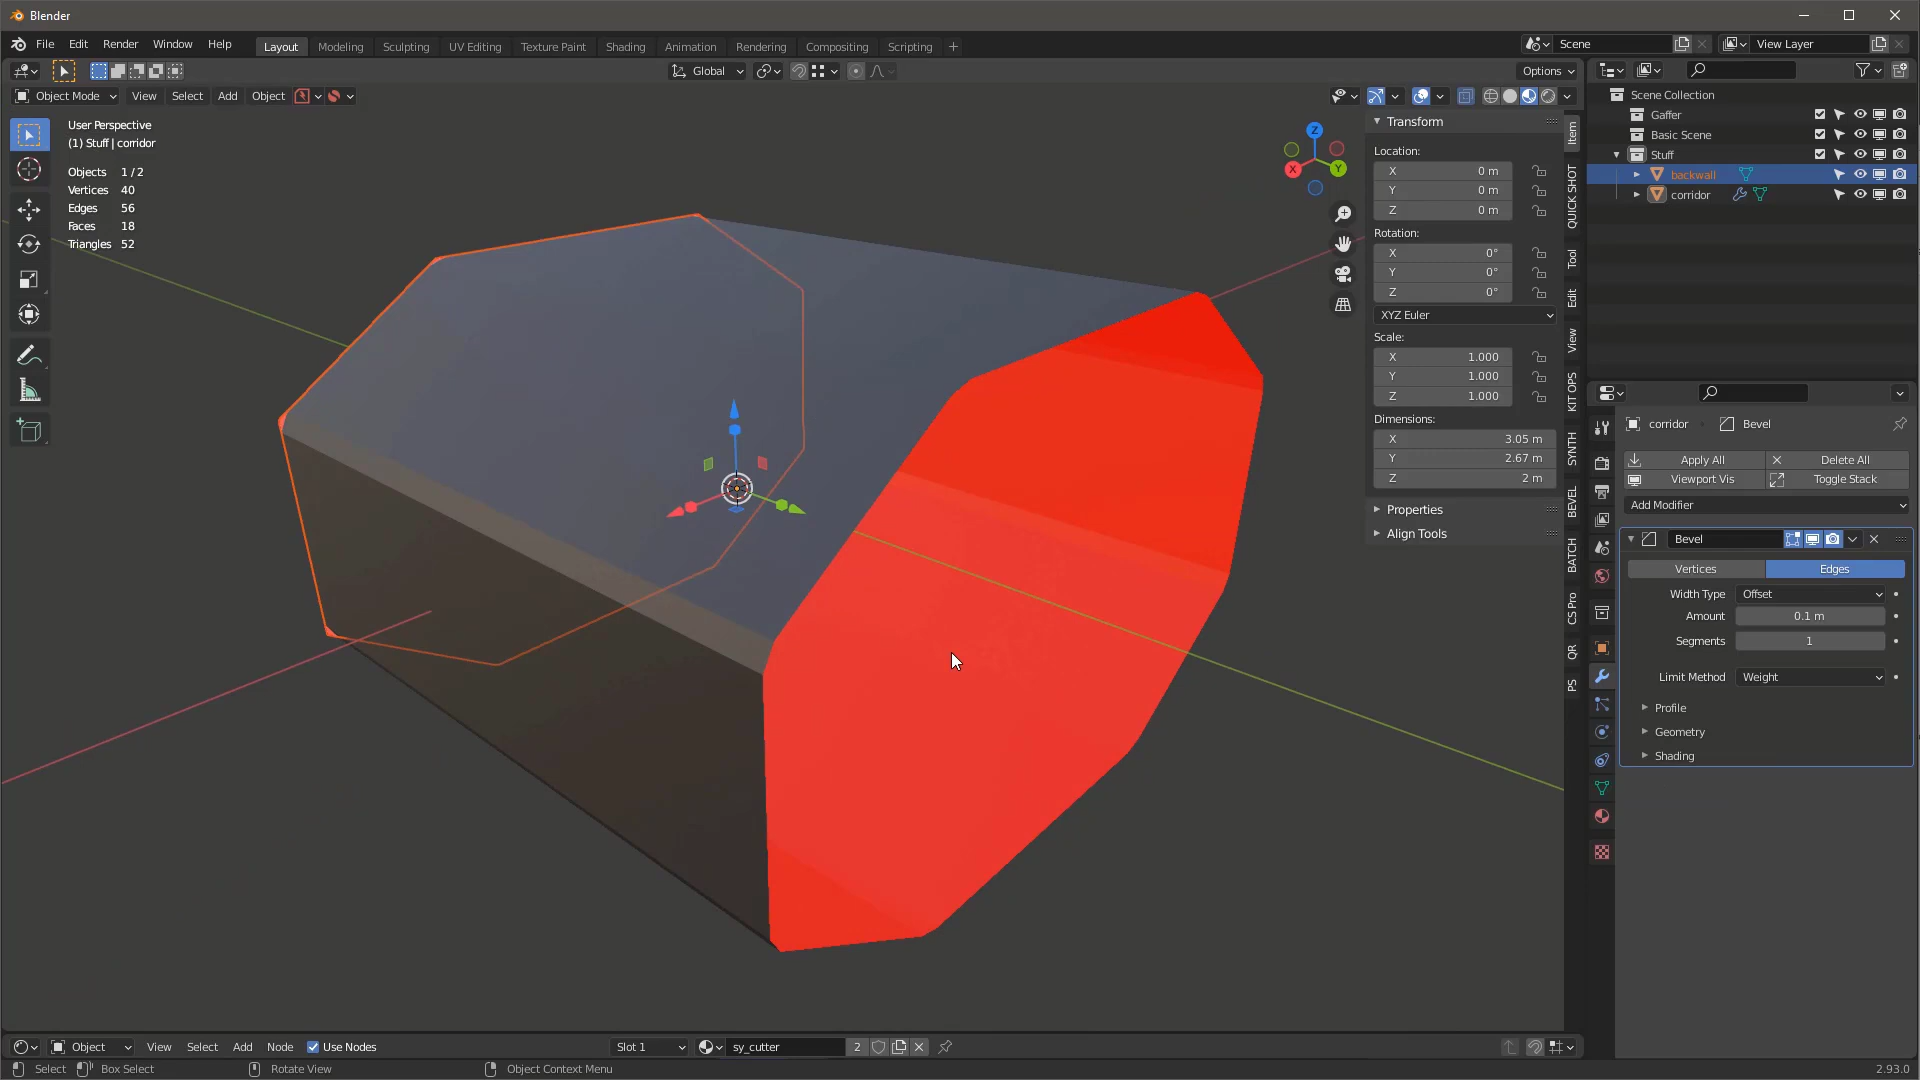 Blender
File Edit Render Window Help Layout Modeling Sculpting UV Editing Texture Paint Shading Animation Rendering Compositing Scripting + Scene View Layer
Global Options
Object Mode View Select Add Object
User Perspective
(1) Stuff | corridor
Objects 1 / 2
Vertices 40
Edges 56
Faces 18
Triangles 52
Z
X
Y
Transform
Location:
X 0 m
Y 0 m
Z 0 m
Rotation:
X 0°
Y 0°
Z 0°
XYZ Euler
Scale:
X 1.000
Y 1.000
Z 1.000
Dimensions:
X 3.05 m
Y 2.67 m
Z 2 m
Properties
Align Tools
Item
QUICK SHOT
Tool
Edit
View
KIT OPS
SYNTH
BEVEL
BATCH
CS Pro
QR
PS
Scene Collection
Gaffer
Basic Scene
Stuff
backwall
corridor
corridor Bevel
Apply All Delete All
Viewport Vis Toggle Stack
Add Modifier
Bevel
Vertices Edges
Width Type Offset
Amount 0.1 m
Segments 1
Limit Method Weight
Profile
Geometry
Shading
Object View Select Add Node Use Nodes Slot 1 sy_cutter 2
Select Box Select Rotate View Object Context Menu 2.93.0